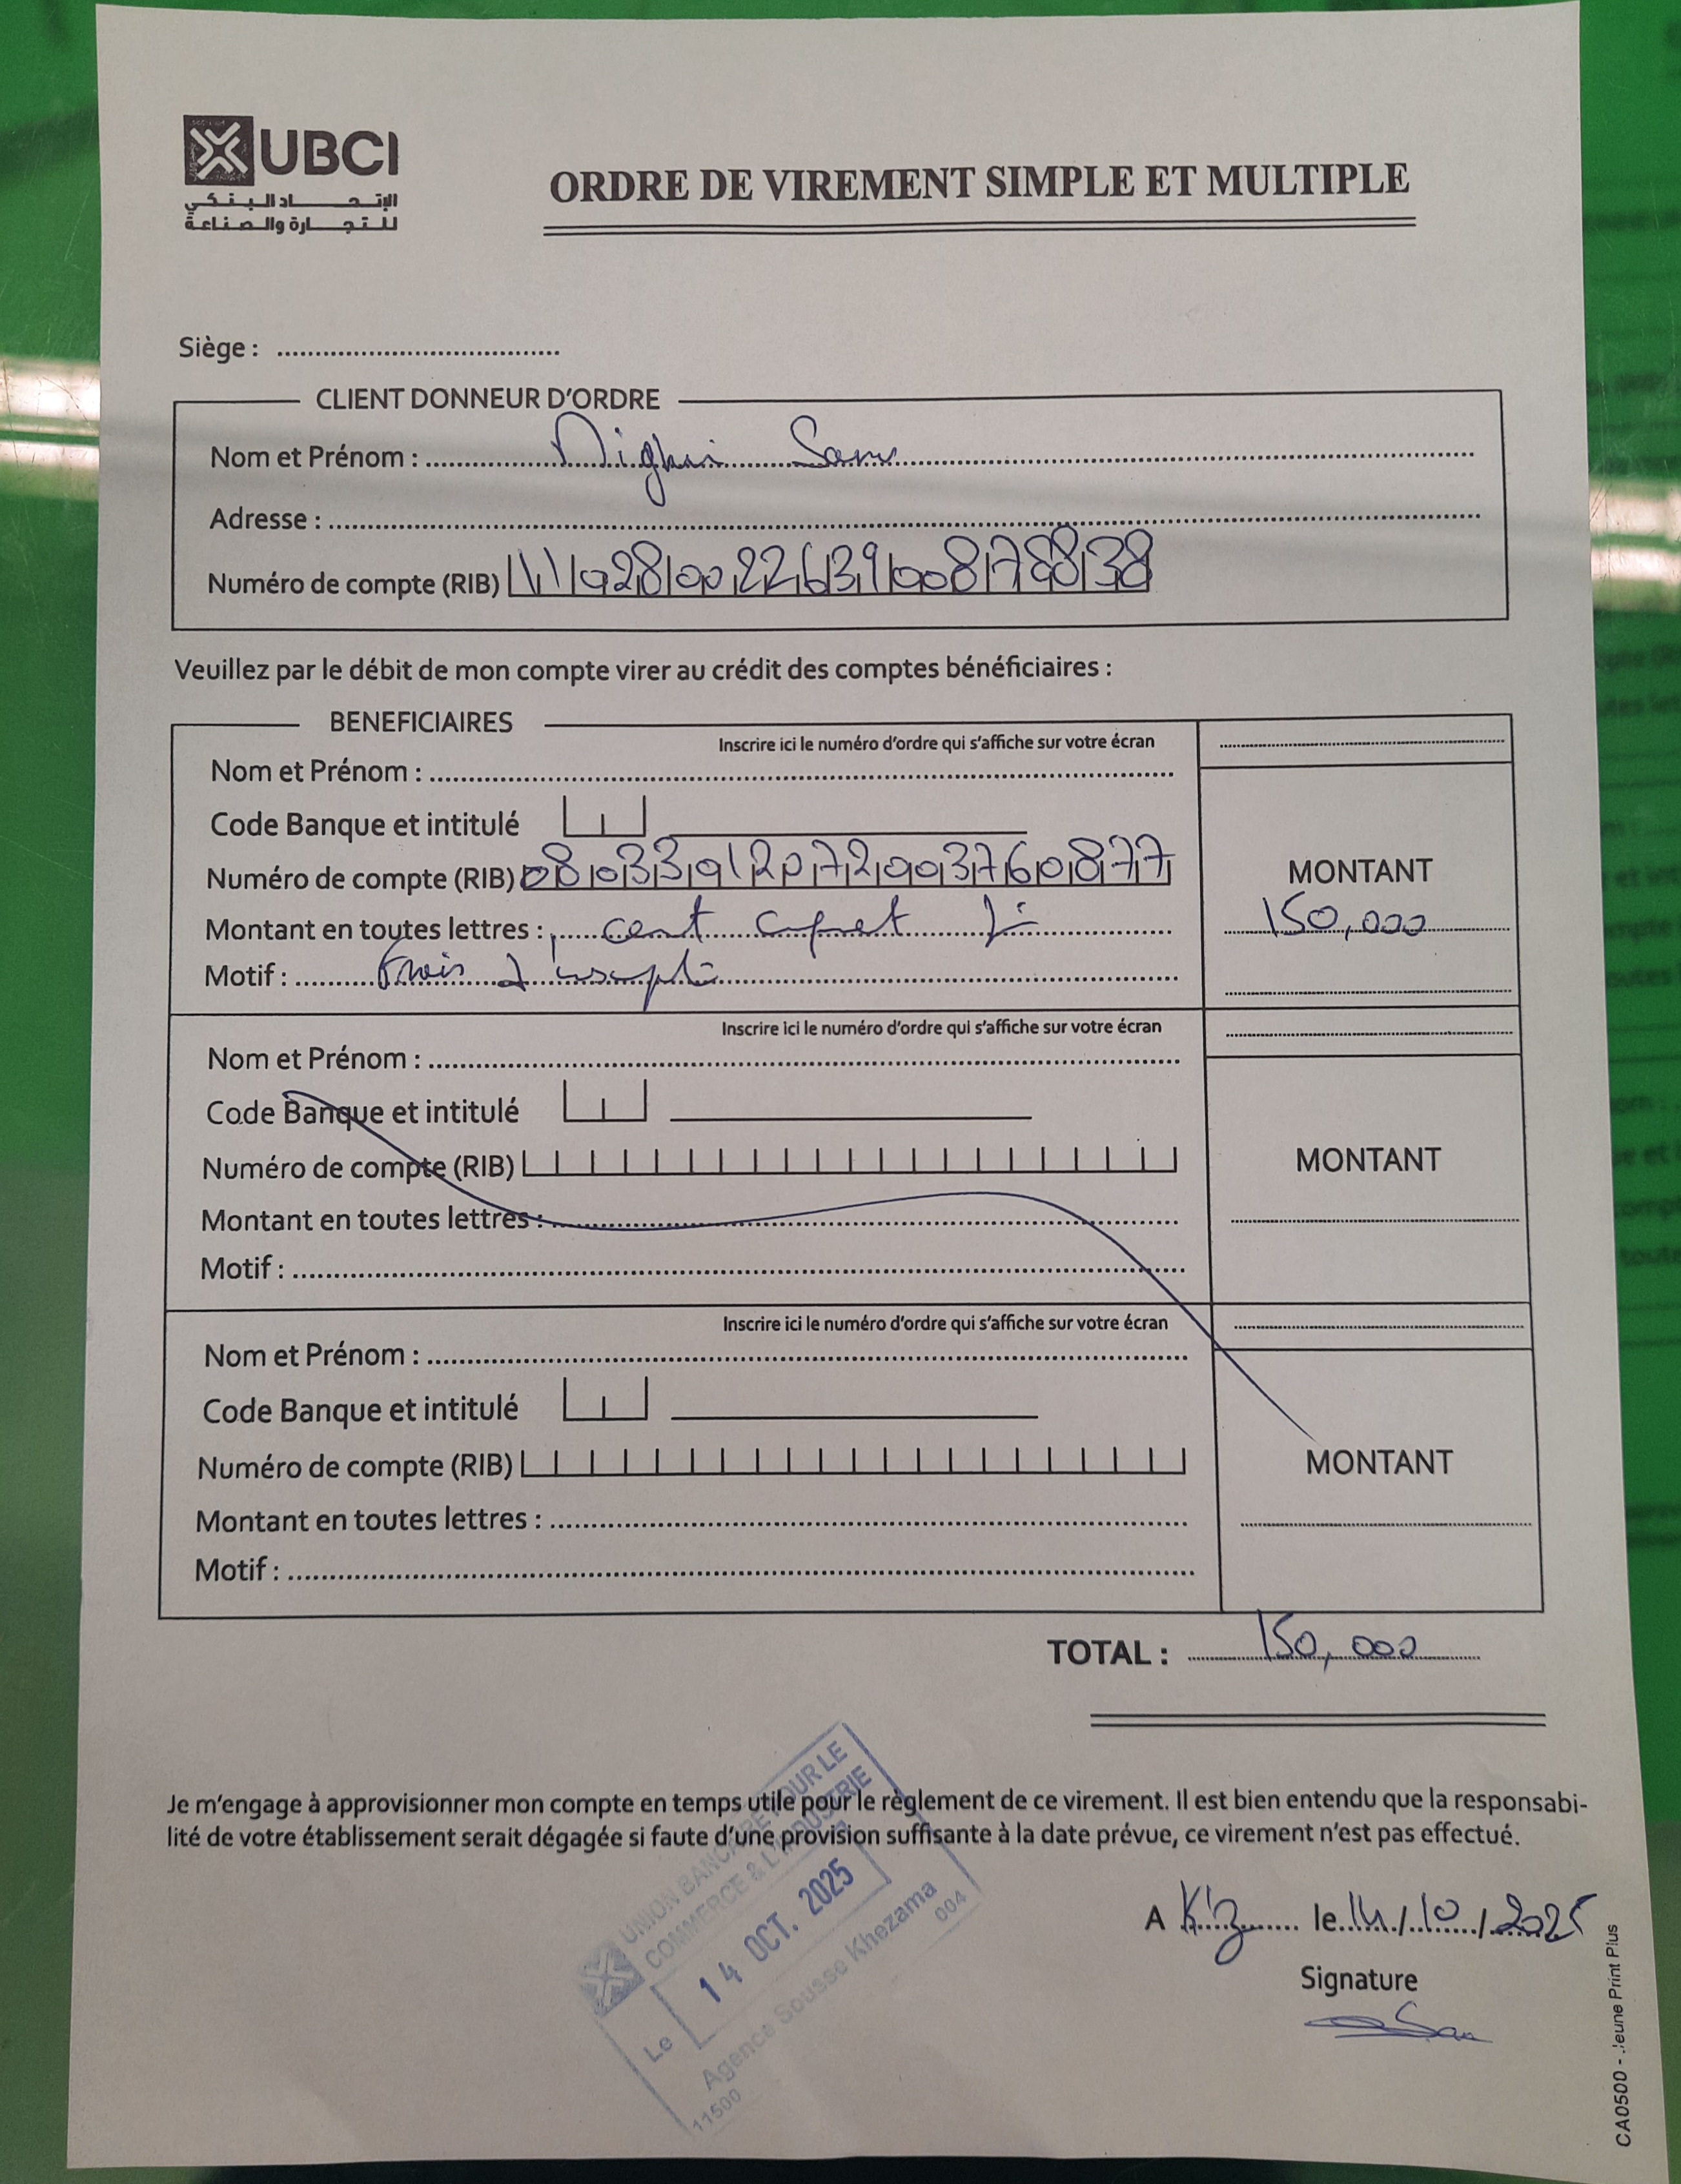 UBCI
الإتحاد البنكي
للتجارة والصناعة
ORDRE DE VIREMENT SIMPLE ET MULTIPLE
Siège :
CLIENT DONNEUR D'ORDRE
Nom et Prénom :
Adresse :
Numéro de compte (RIB)
Veuillez par le débit de mon compte virer au crédit des comptes bénéficiaires :
BENEFICIAIRES
Inscrire ici le numéro d'ordre qui s'affiche sur votre écran
Nom et Prénom :
Code Banque et intitulé
Numéro de compte (RIB) 08033012072003760877
MONTANT
150,000
Montant en toutes lettres : cent
Motif : Frais
Inscrire ici le numéro d'ordre qui s'affiche sur votre écran
Nom et Prénom :
Code Banque et intitulé
Numéro de compte (RIB)
MONTANT
Montant en toutes lettres :
Motif :
Inscrire ici le numéro d'ordre qui s'affiche sur votre écran
Nom et Prénom :
Code Banque et intitulé
Numéro de compte (RIB)
MONTANT
Montant en toutes lettres :
Motif :
TOTAL : 150,000
Je m'engage à approvisionner mon compte en temps utile pour le règlement de ce virement. Il est bien entendu que la responsabi-
lité de votre établissement serait dégagée si faute d'une provision suffisante à la date prévue, ce virement n'est pas effectué.
UNION BANCAIRE POUR LE
COMMERCE & L'INDUSTRIE
Le 14 OCT. 2025
Agence Sousse Khezama
11500 004
A le 14/10/2025
Signature
CA0500 - Jeune Print Plus